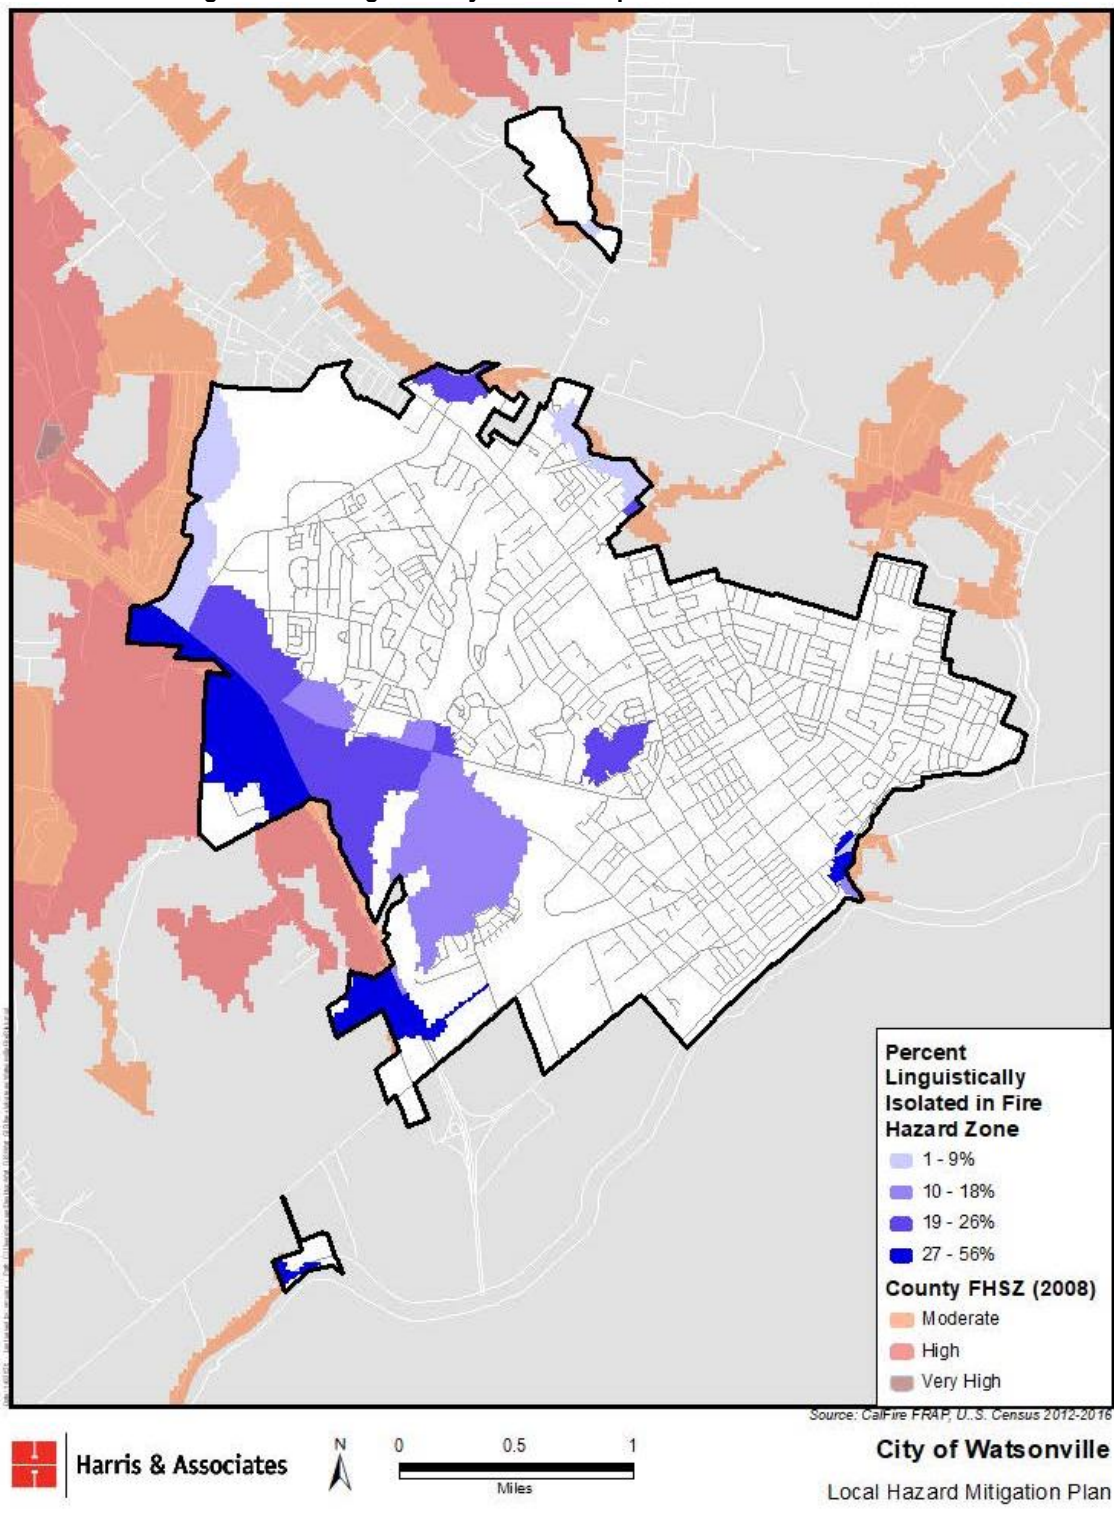 Percent
Linguistically
Isolated in Fire
Hazard Zone
1 - 9%
10 - 18%
19 - 26%
27 - 56%
County FHSZ (2008)
Moderate
High
Very High
Source: CalFire FRAP, U..S. Census 2012-2016
Harris & Associates
N
0 0.5 1
Miles
City of Watsonville
Local Hazard Mitigation Plan